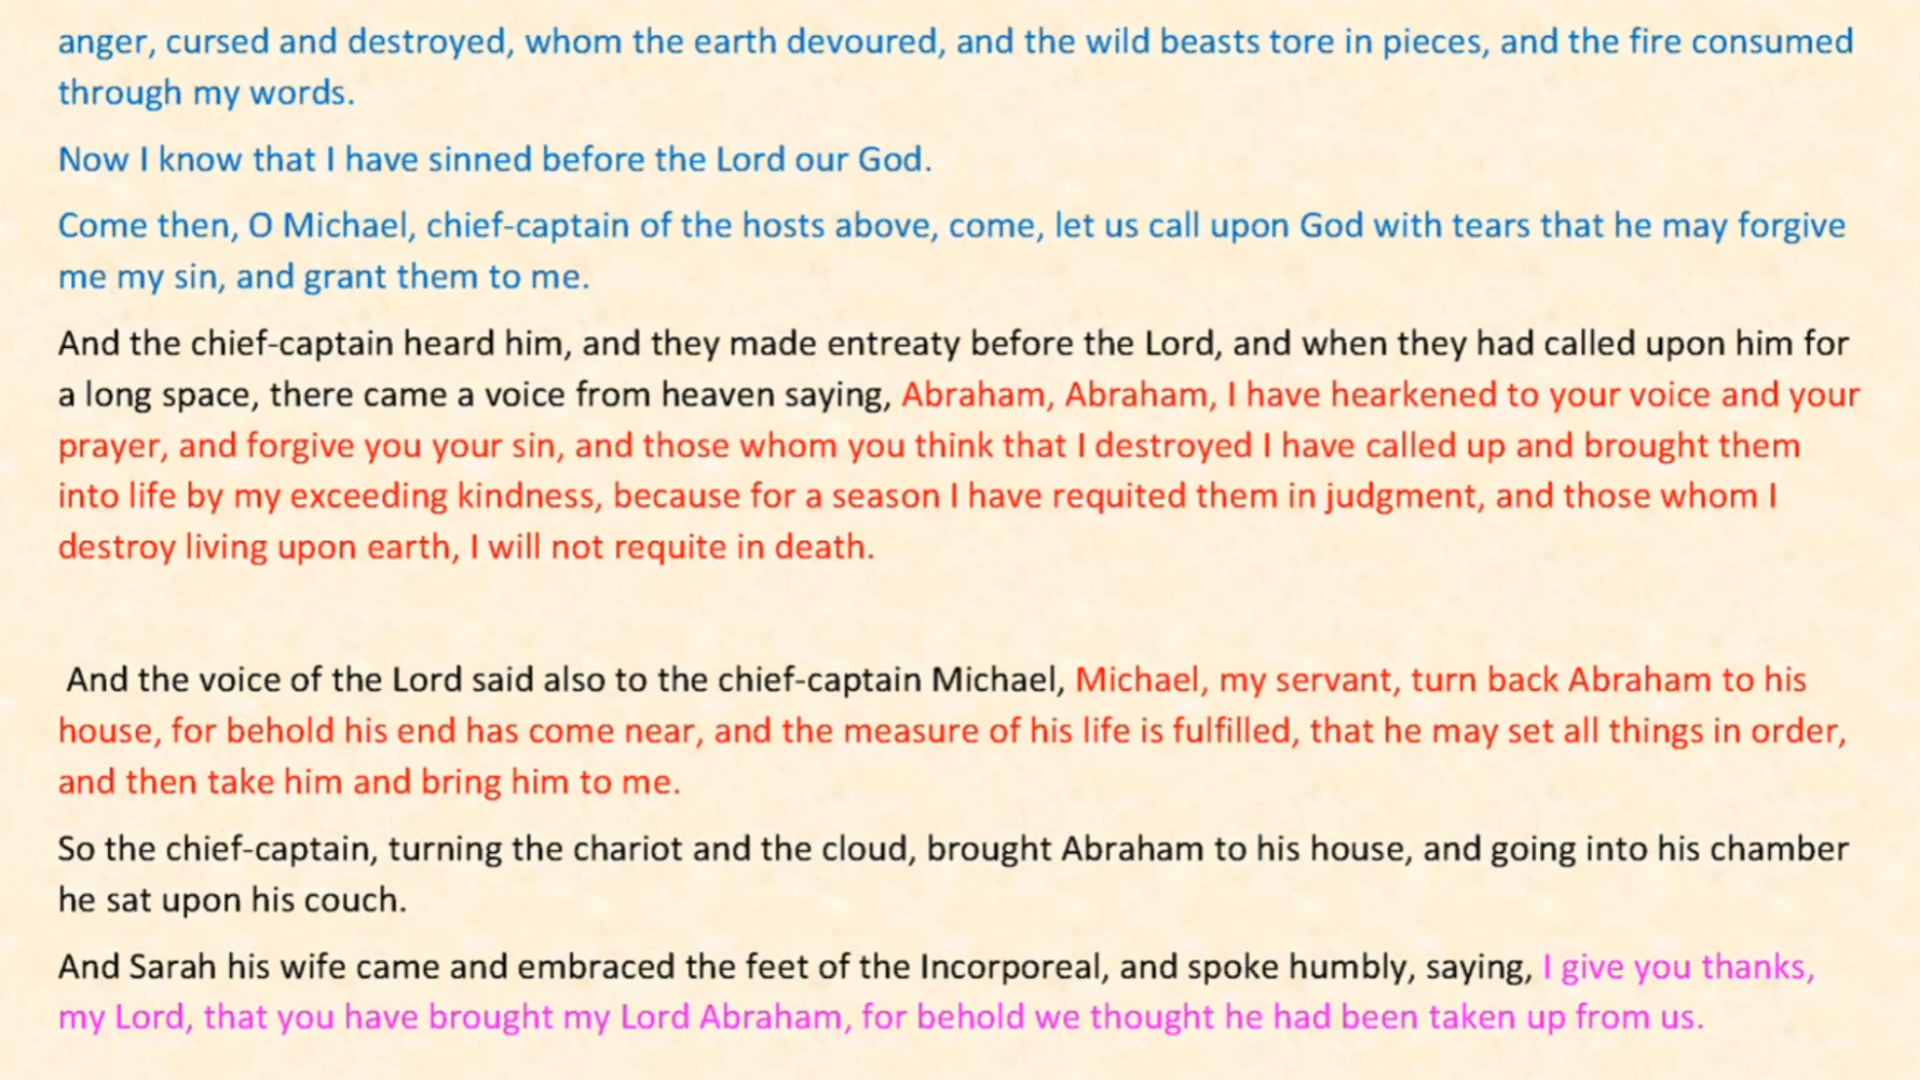 anger, cursed and destroyed, whom the earth devoured, and the wild beasts tore in pieces, and the fire consumed
through my words.
Now I know that I have sinned before the Lord our God.
Come then, O Michael, chief-captain of the hosts above, come, let us call upon God with tears that he may forgive
me my sin, and grant them to me.
And the chief-captain heard him, and they made entreaty before the Lord, and when they had called upon him for
a long space, there came a voice from heaven saying, Abraham, Abraham, I have hearkened to your voice and your
prayer, and forgive you your sin, and those whom you think that I destroyed I have called up and brought them
into life by my exceeding kindness, because for a season I have requited them in judgment, and those whom I
destroy living upon earth, I will not requite in death.
And the voice of the Lord said also to the chief-captain Michael, Michael, my servant, turn back Abraham to his
house, for behold his end has come near, and the measure of his life is fulfilled, that he may set all things in order,
and then take him and bring him to me.
So the chief-captain, turning the chariot and the cloud, brought Abraham to his house, and going into his chamber
he sat upon his couch.
And Sarah his wife came and embraced the feet of the Incorporeal, and spoke humbly, saying, I give you thanks,
my Lord, that you have brought my Lord Abraham, for behold we thought he had been taken up from us.